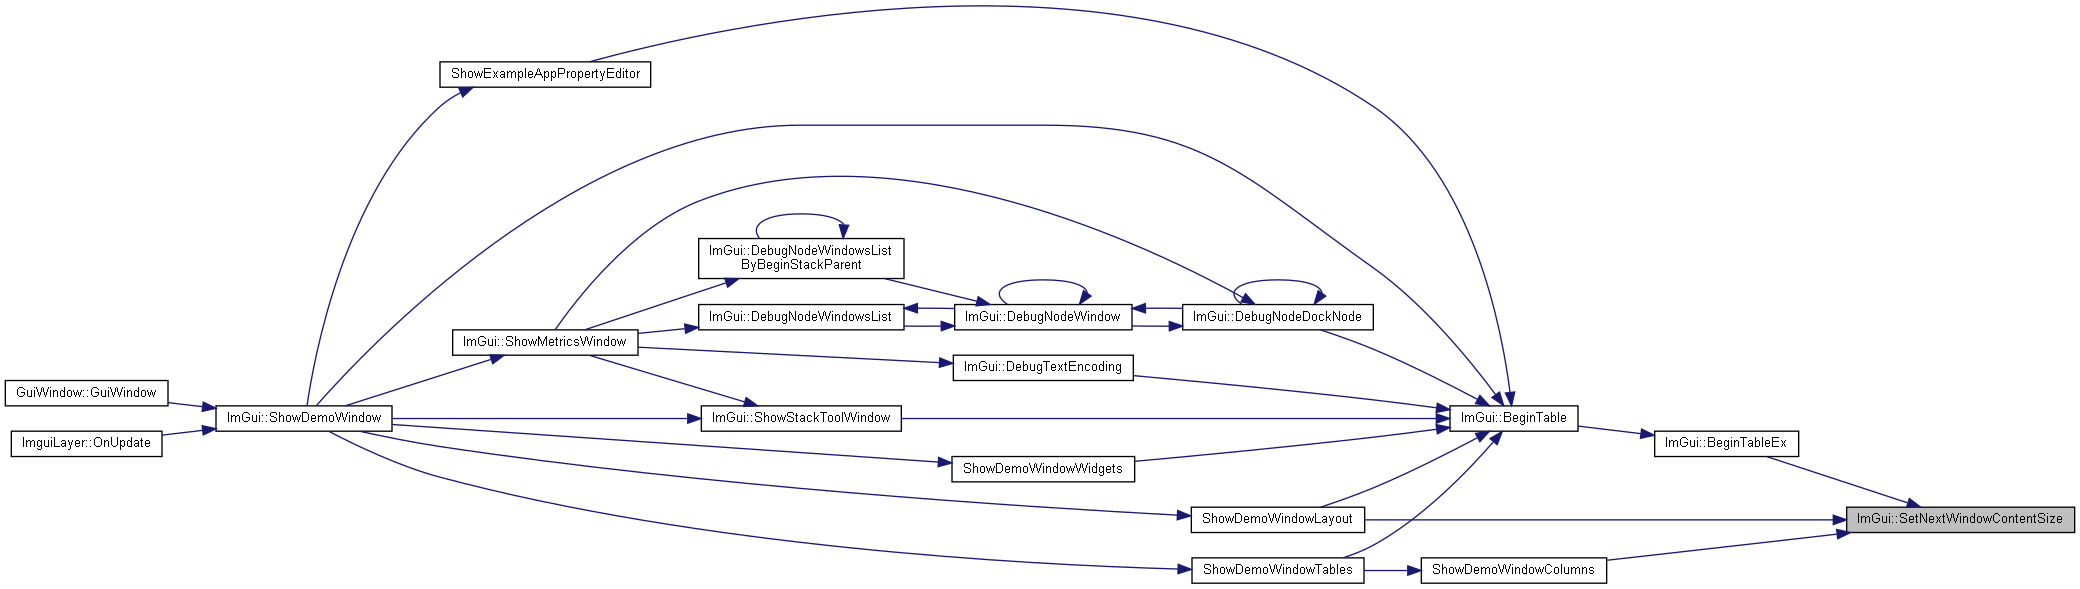 ShowExampleAppPropertyEditor
ImGui::DebugNodeWindowsList
ByBeginStackParent
ImGui::DebugNodeWindowsList
ImGui::DebugNodeWindow
ImGui::DebugNodeDockNode
ImGui::ShowMetricsWindow
ImGui::DebugTextEncoding
GuiWindow::GuiWindow
ImGui::ShowDemoWindow
ImGui::ShowStackToolWindow
ImGui::BeginTable
ImguiLayer::OnUpdate
ImGui::BeginTableEx
ShowDemoWindowWidgets
ShowDemoWindowLayout
ImGui::SetNextWindowContentSize
ShowDemoWindowTables
ShowDemoWindowColumns